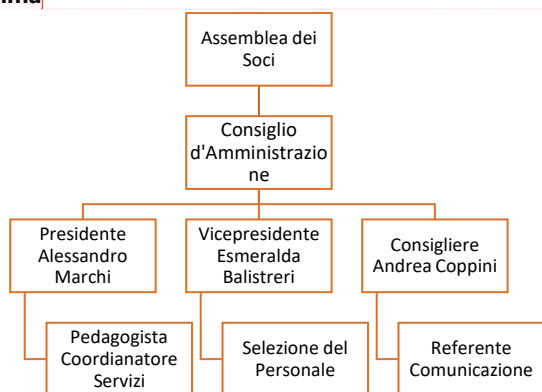 Assemblea dei
Soci
Consiglio
d'Amministrazio
ne
Presidente
Alessandro
Marchi
Vicepresidente
Esmeralda
Balistreri
Consigliere
Andrea Coppini
Pedagogista
Coordianatore
Servizi
Selezione del
Personale
Referente
Comunicazione